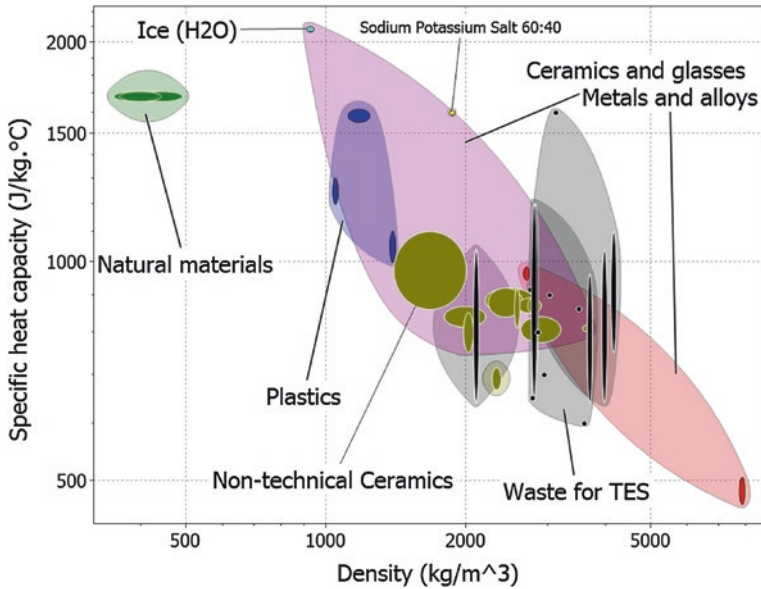 Ice (H2O)
Sodium Potassium Salt 60:40
Ceramics and glasses
Metals and alloys
Natural materials
Plastics
Non-technical Ceramics
Waste for TES
Specific heat capacity (J/kg.°C)
2000
1500
1000
500
500
1000
2000
5000
Density (kg/m^3)